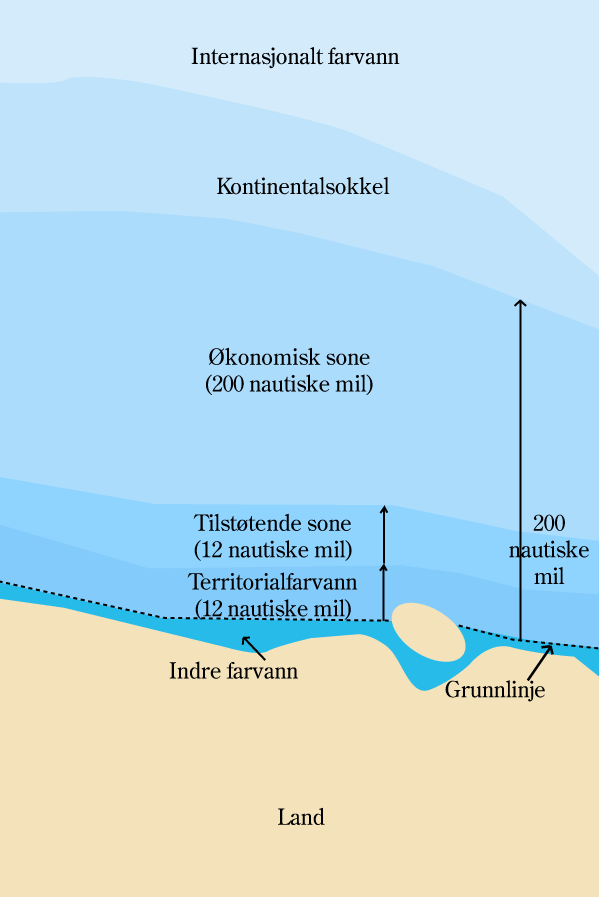 Internasjonalt farvann
Kontinentalsokkel
Økonomisk sone
(200 nautiske mil)
Tilstøtende sone
(12 nautiske mil)
200
nautiske
mil
Territorialfarvann
(12 nautiske mil)
Indre farvann
Grunnlinje
Land